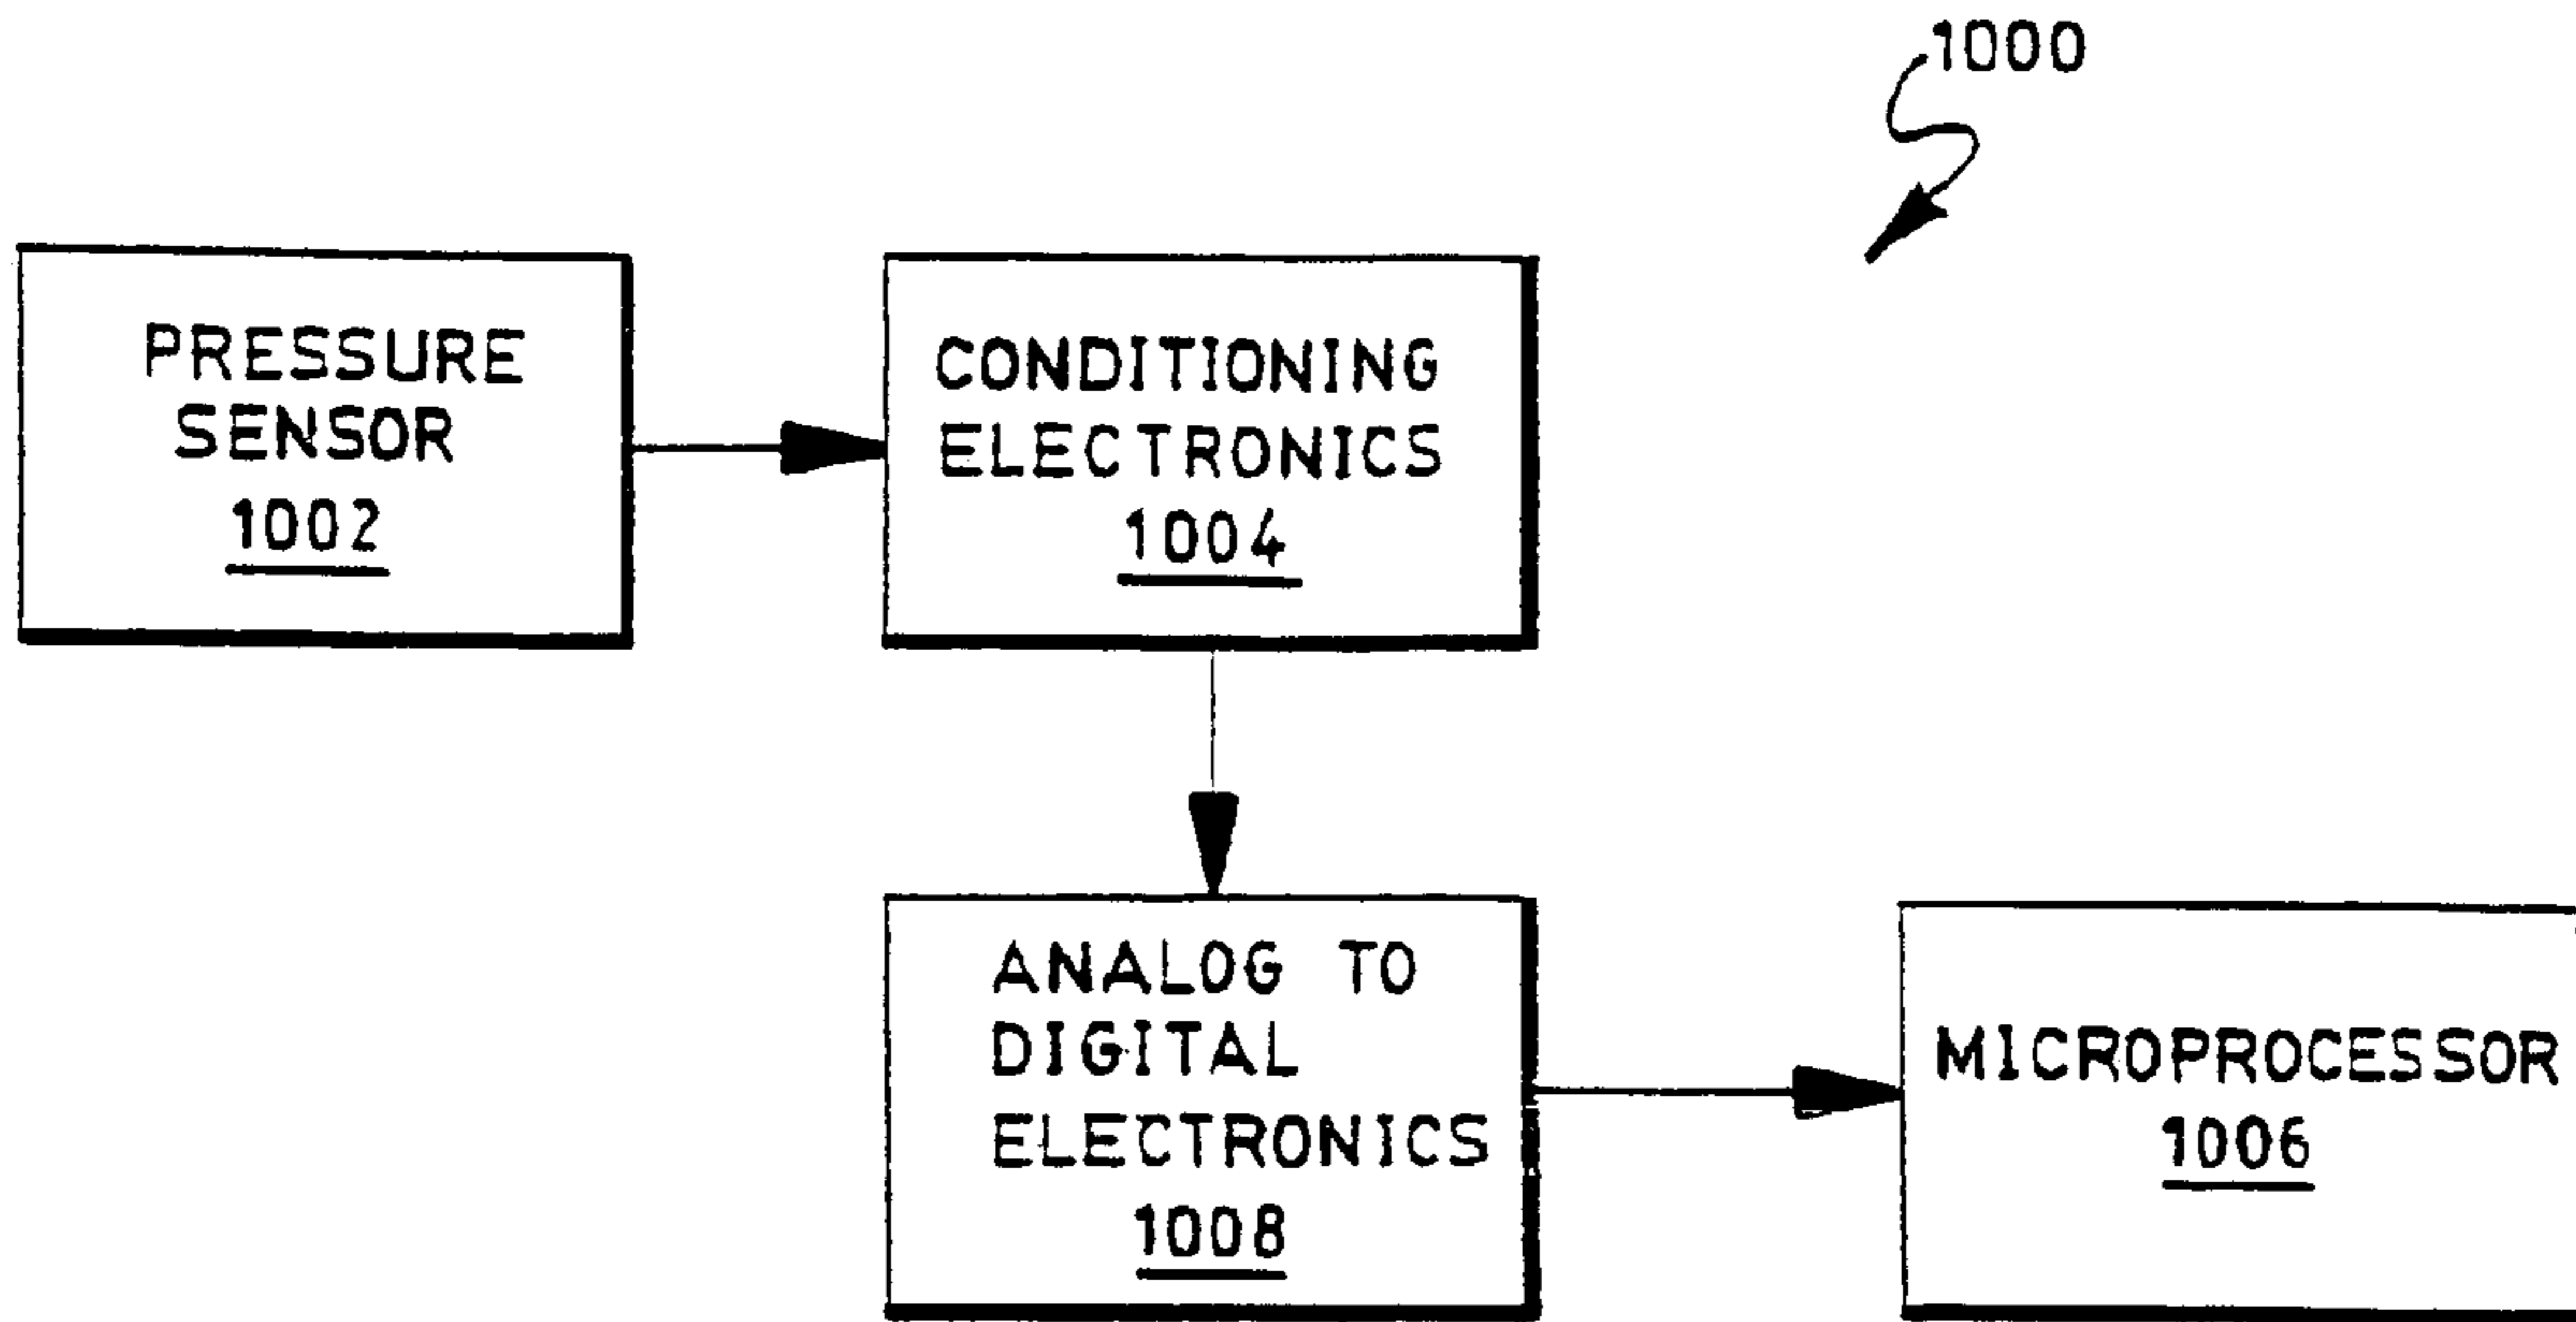 1000
PRESSURE
SENSOR
1002
CONDITIONING
ELECTRONICS
1004
ANALOG TO
DIGITAL
ELECTRONICS
1008
MICROPROCESSOR
1006